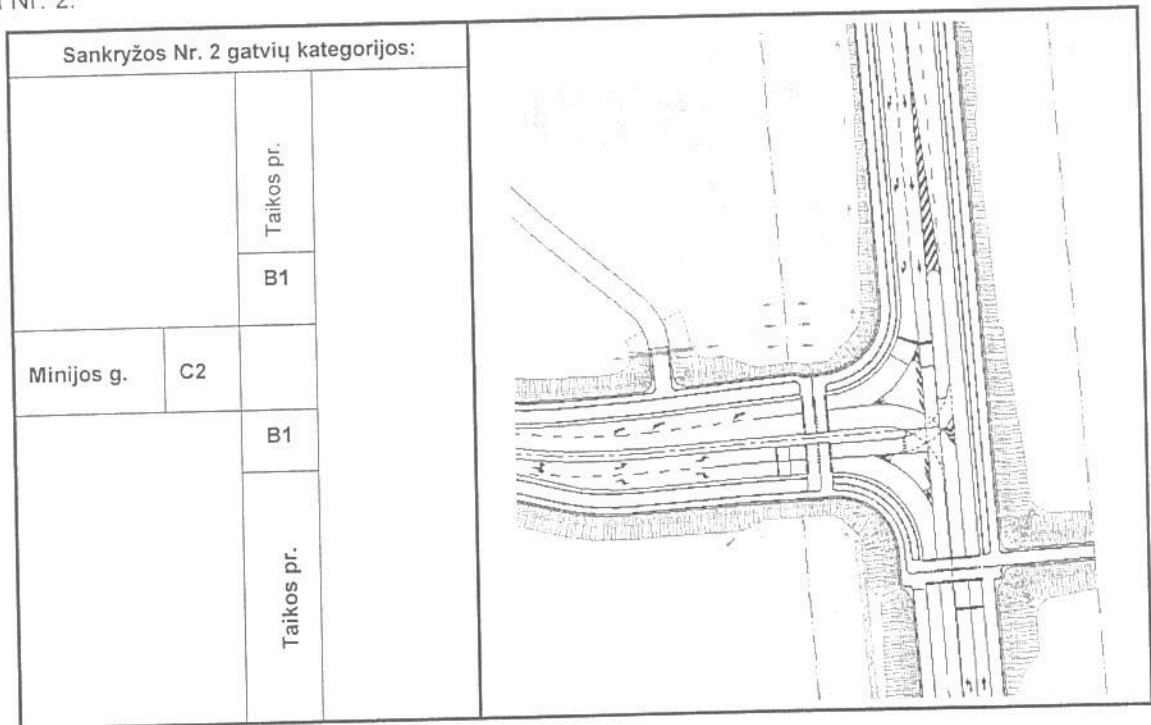 Nr. 2.
Sankryžos Nr. 2 gatvių kategorijos:
Taikos pr.
B1
Minijos g. C2
B1
Taikos pr.